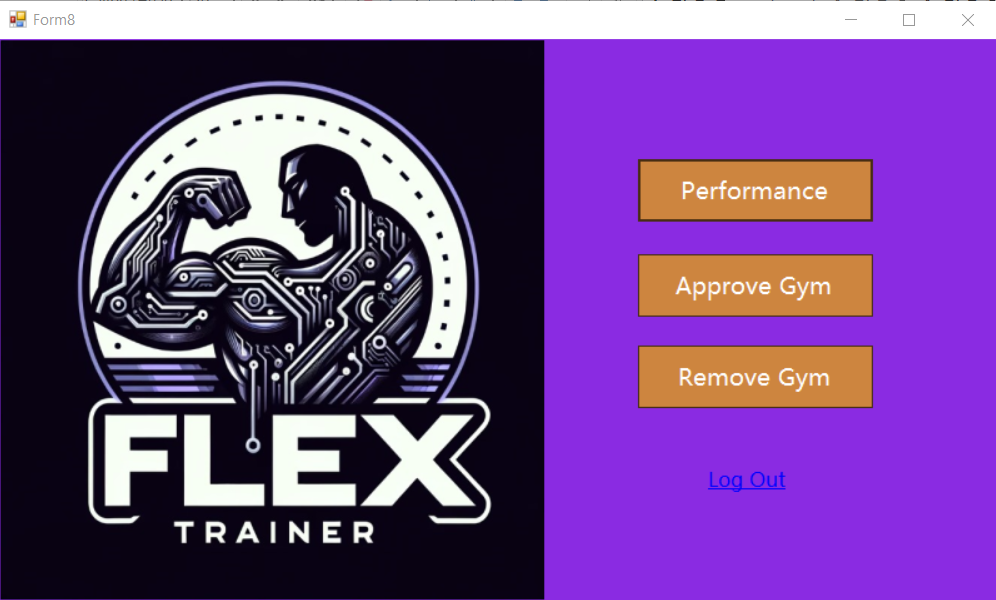 Form8
FLEX
TRAINER
Performance
Approve Gym
Remove Gym
Log Out